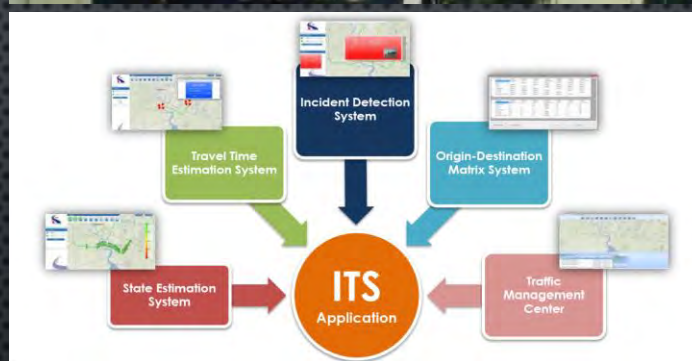 Incident Detection
System
Travel Time
Estimation System
Origin-Destination
Matrix System
State Estimation
System
ITS
Application
Traffic
Management
Center